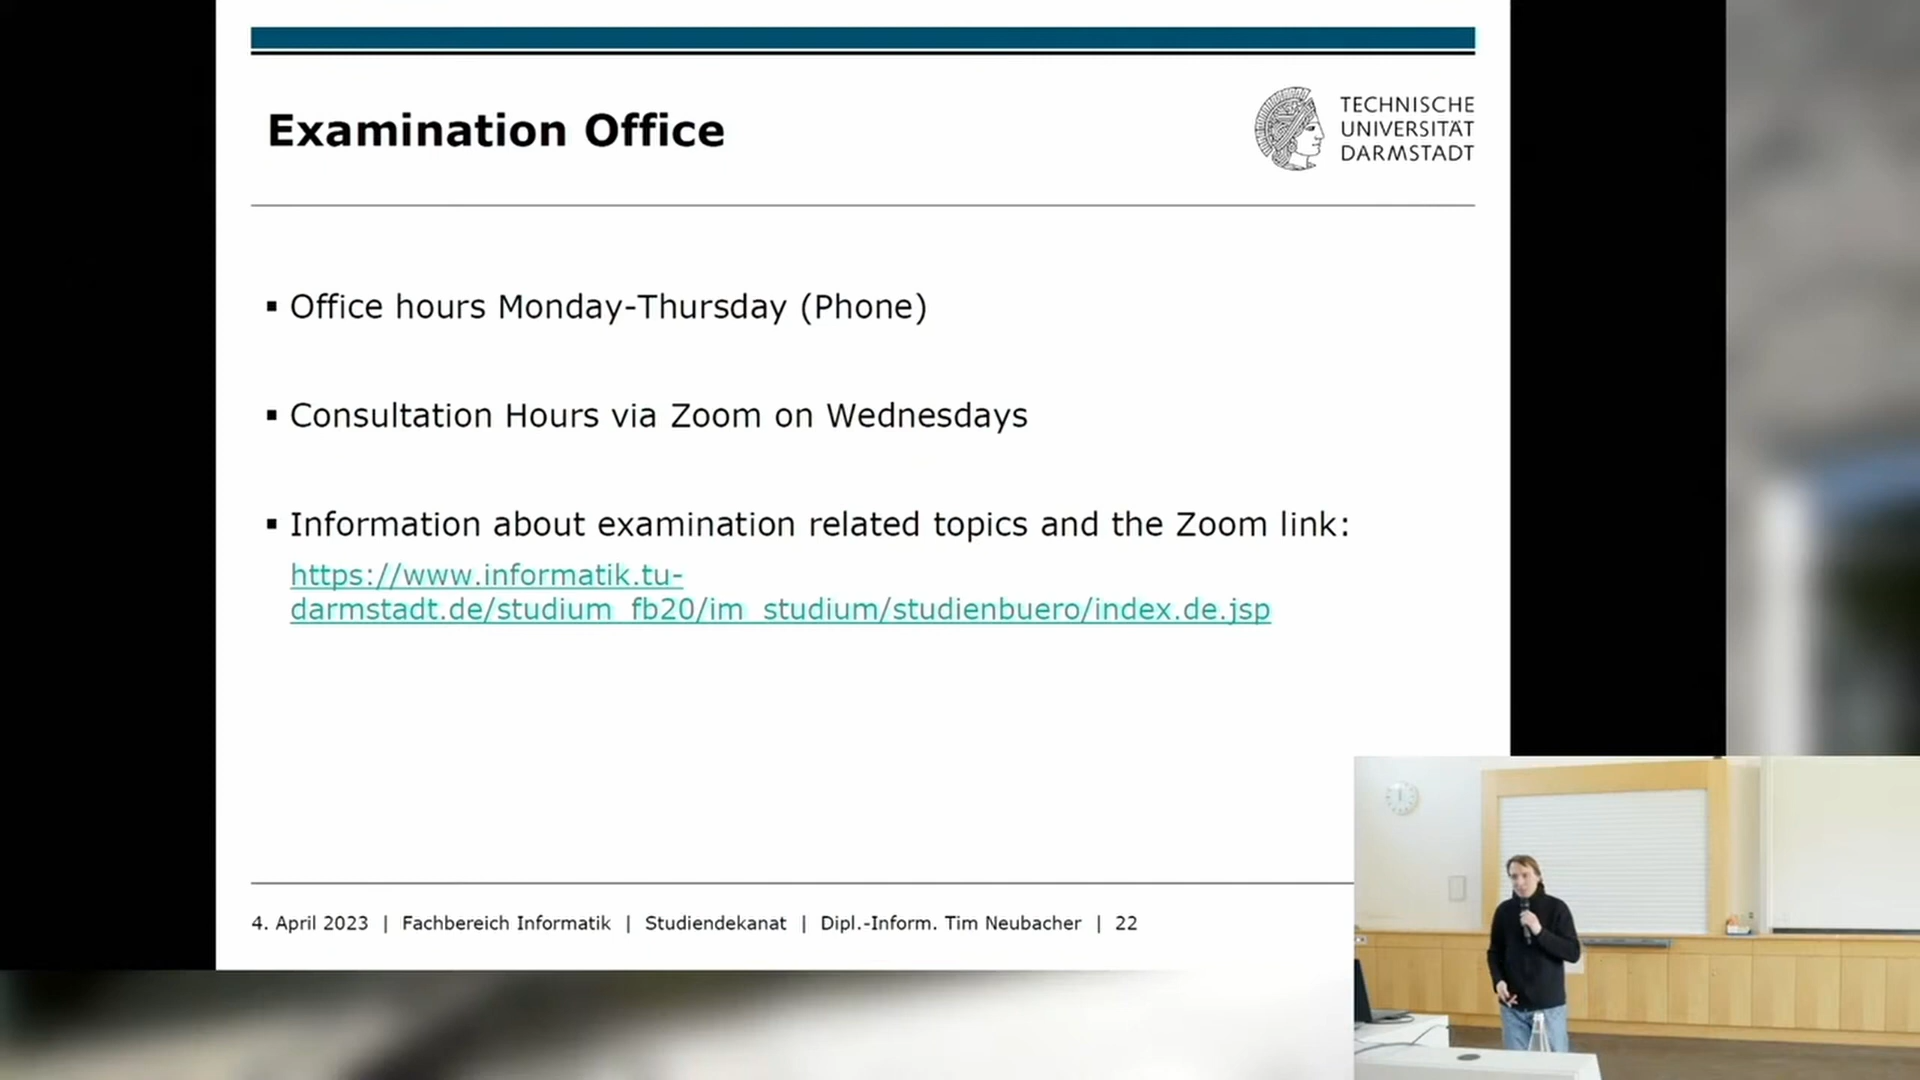 Examination Office
TECHNISCHE
UNIVERSITÄT
DARMSTADT
▪ Office hours Monday-Thursday (Phone)
▪ Consultation Hours via Zoom on Wednesdays
▪ Information about examination related topics and the Zoom link:
https://www.informatik.tu-
darmstadt.de/studium_fb20/im_studium/studienbuero/index.de.jsp
4. April 2023 | Fachbereich Informatik | Studiendekanat | Dipl.-Inform. Tim Neubacher | 22